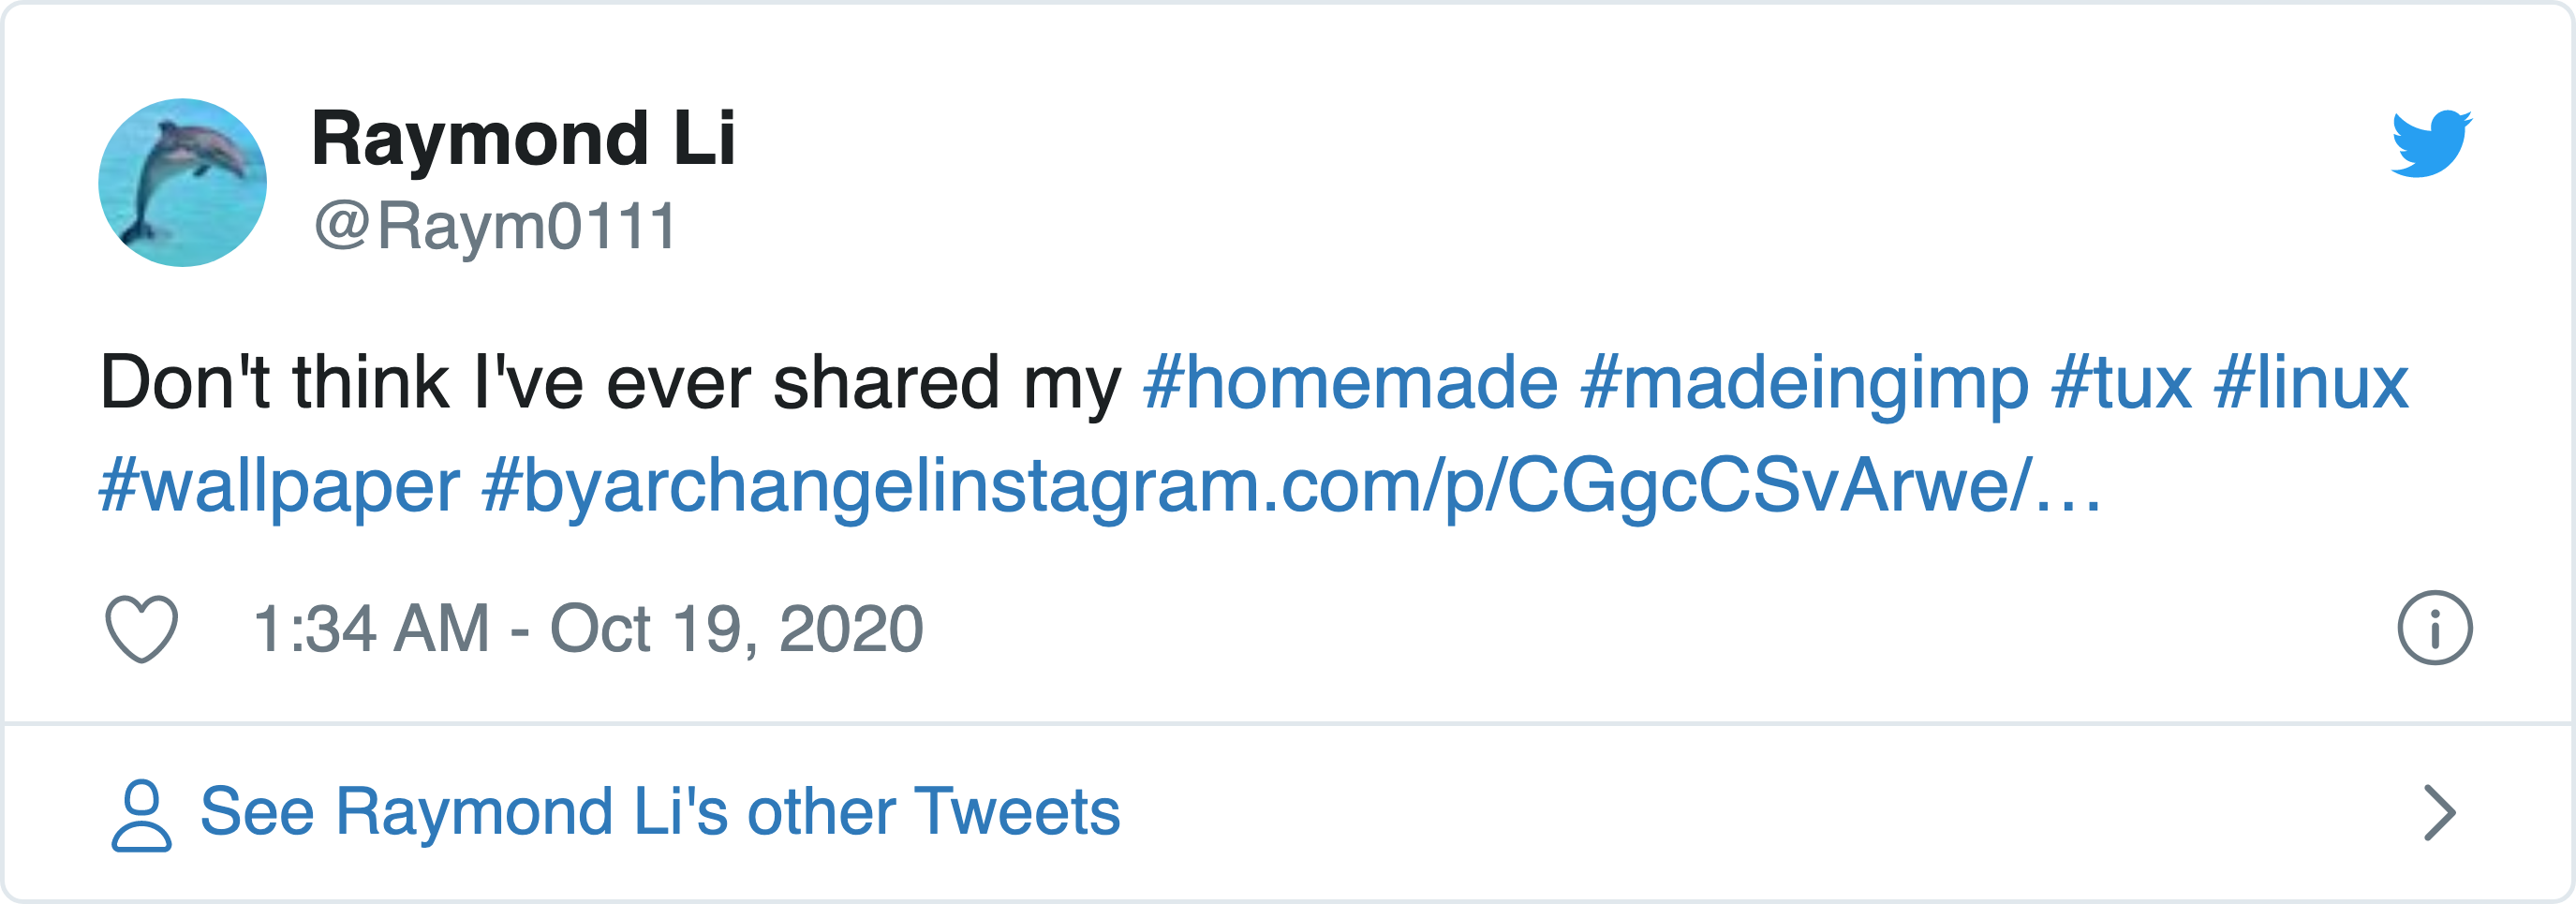 Raymond Li
@Raym0111
Don't think I've ever shared my #homemade #madeingimp #tux #linux
#wallpaper #byarchangelinstagram.com/p/CGgcCSvArwe/…
1:34 AM - Oct 19, 2020
See Raymond Li's other Tweets